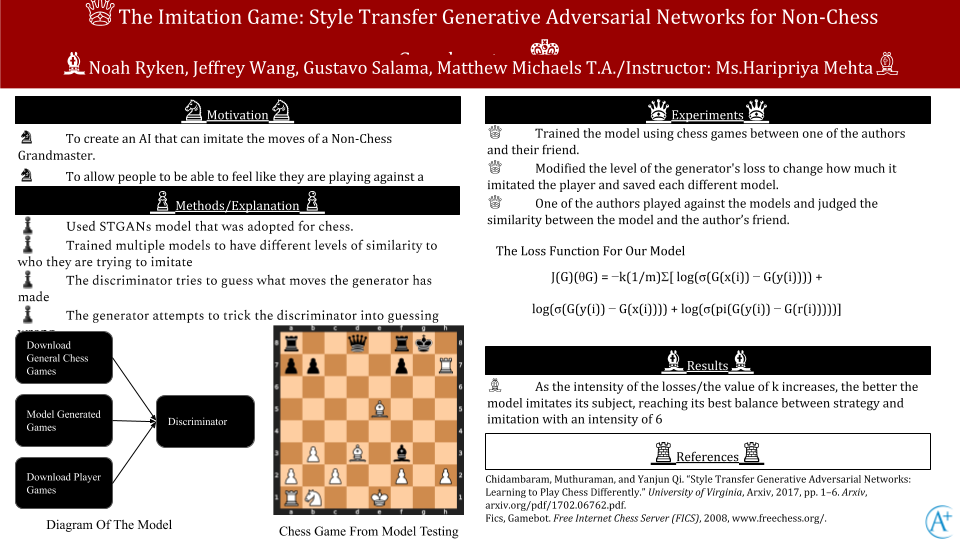 The Imitation Game: Style Transfer Generative Adversarial Networks for Non-Chess
Noah Ryken, Jeffrey Wang, Gustavo Salama, Matthew Michaels T.A./Instructor: Ms.Haripriya Mehta
Motivation
To create an AI that can imitate the moves of a Non-Chess
Grandmaster.
To allow people to be able to feel like they are playing against a
Methods/Explanation
Used STGANs model that was adopted for chess.
Trained multiple models to have different levels of similarity to
who they are trying to imitate
The discriminator tries to guess what moves the generator has
made
The generator attempts to trick the discriminator into guessing
Download
General Chess
Games
Model Generated
Games
Download Player
Games
Discriminator
Diagram Of The Model
a b c d e f g h
8 8
7 7
6 6
5 5
4 4
3 3
2 2
1 1
a b c d e f g h
Chess Game From Model Testing
Experiments
Trained the model using chess games between one of the authors
and their friend.
Modified the level of the generator's loss to change how much it
imitated the player and saved each different model.
One of the authors played against the models and judged the
similarity between the model and the author's friend.
The Loss Function For Our Model
J(G)(θG) = −k(1/m)Σ[ log(σ(G(x(i)) − G(y(i)))) +
log(σ(G(y(i)) − G(x(i)))) + log(σ(pi(G(y(i)) − G(r(i)))))]
Results
As the intensity of the losses/the value of k increases, the better the
model imitates its subject, reaching its best balance between strategy and
imitation with an intensity of 6
References
Chidambaram, Muthuraman, and Yanjun Qi. "Style Transfer Generative Adversarial Networks:
Learning to Play Chess Differently." University of Virginia, Arxiv, 2017, pp. 1–6. Arxiv,
arxiv.org/pdf/1702.06762.pdf.
Fics, Gamebot. Free Internet Chess Server (FICS), 2008, www.freechess.org/.
A+